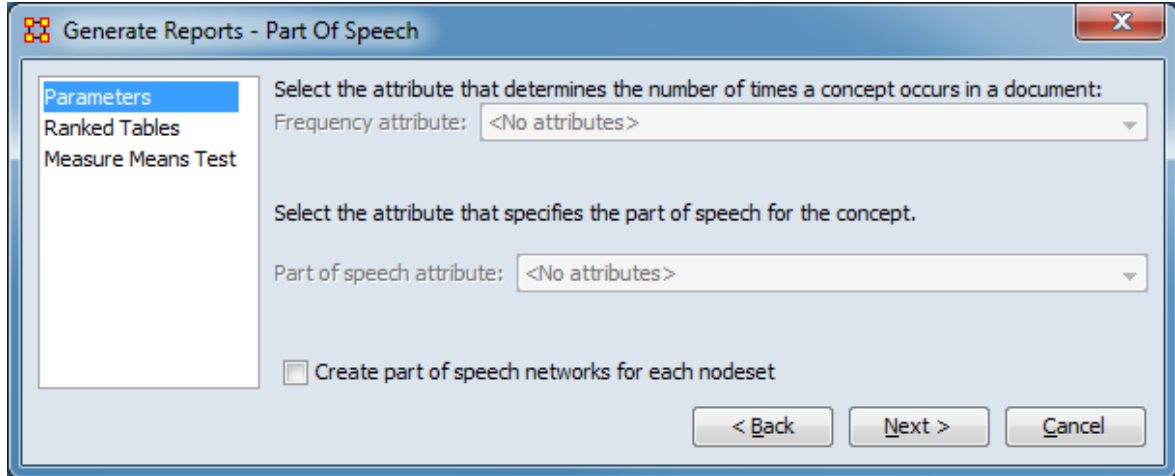 Generate Reports - Part Of Speech
Parameters
Ranked Tables
Measure Means Test
Select the attribute that determines the number of times a concept occurs in a document:
Frequency attribute: <No attributes>
Select the attribute that specifies the part of speech for the concept.
Part of speech attribute: <No attributes>
Create part of speech networks for each nodeset
< Back Next > Cancel